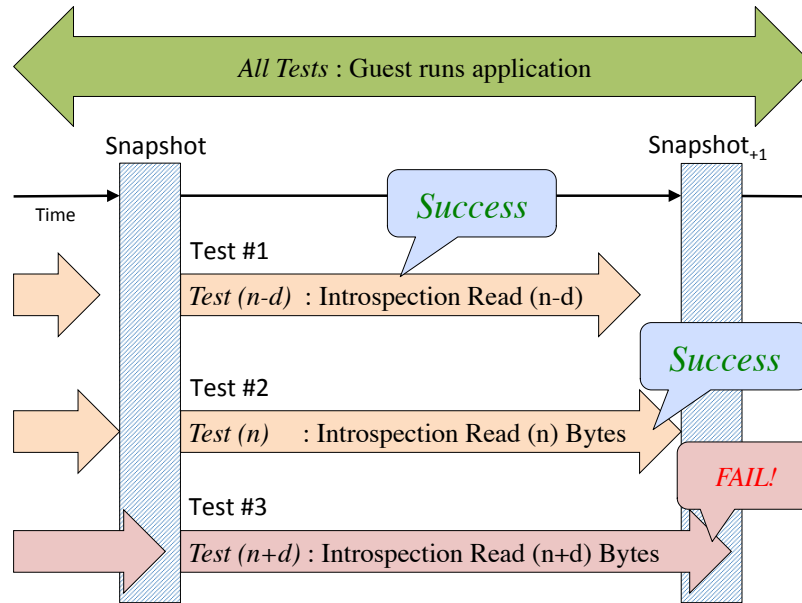 All Tests : Guest runs application
Snapshot
Snapshot+1
Time
Success
Test #1
Test (n-d) : Introspection Read (n-d)
Success
Test #2
Test (n) : Introspection Read (n) Bytes
FAIL!
Test #3
Test (n+d) : Introspection Read (n+d) Bytes